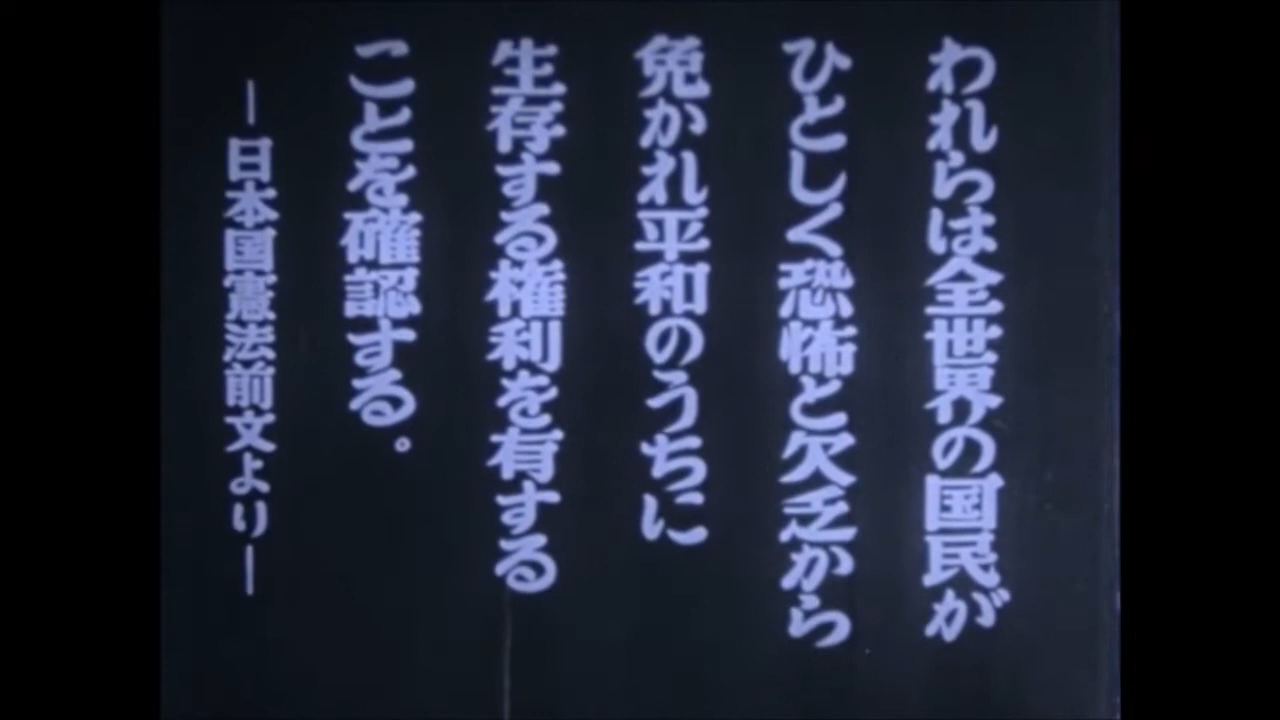 われらは全世界の国民が
ひとしく恐怖と欠乏から
免かれ平和のうちに
生存する権利を有する
ことを確認する。
―日本国憲法前文より―